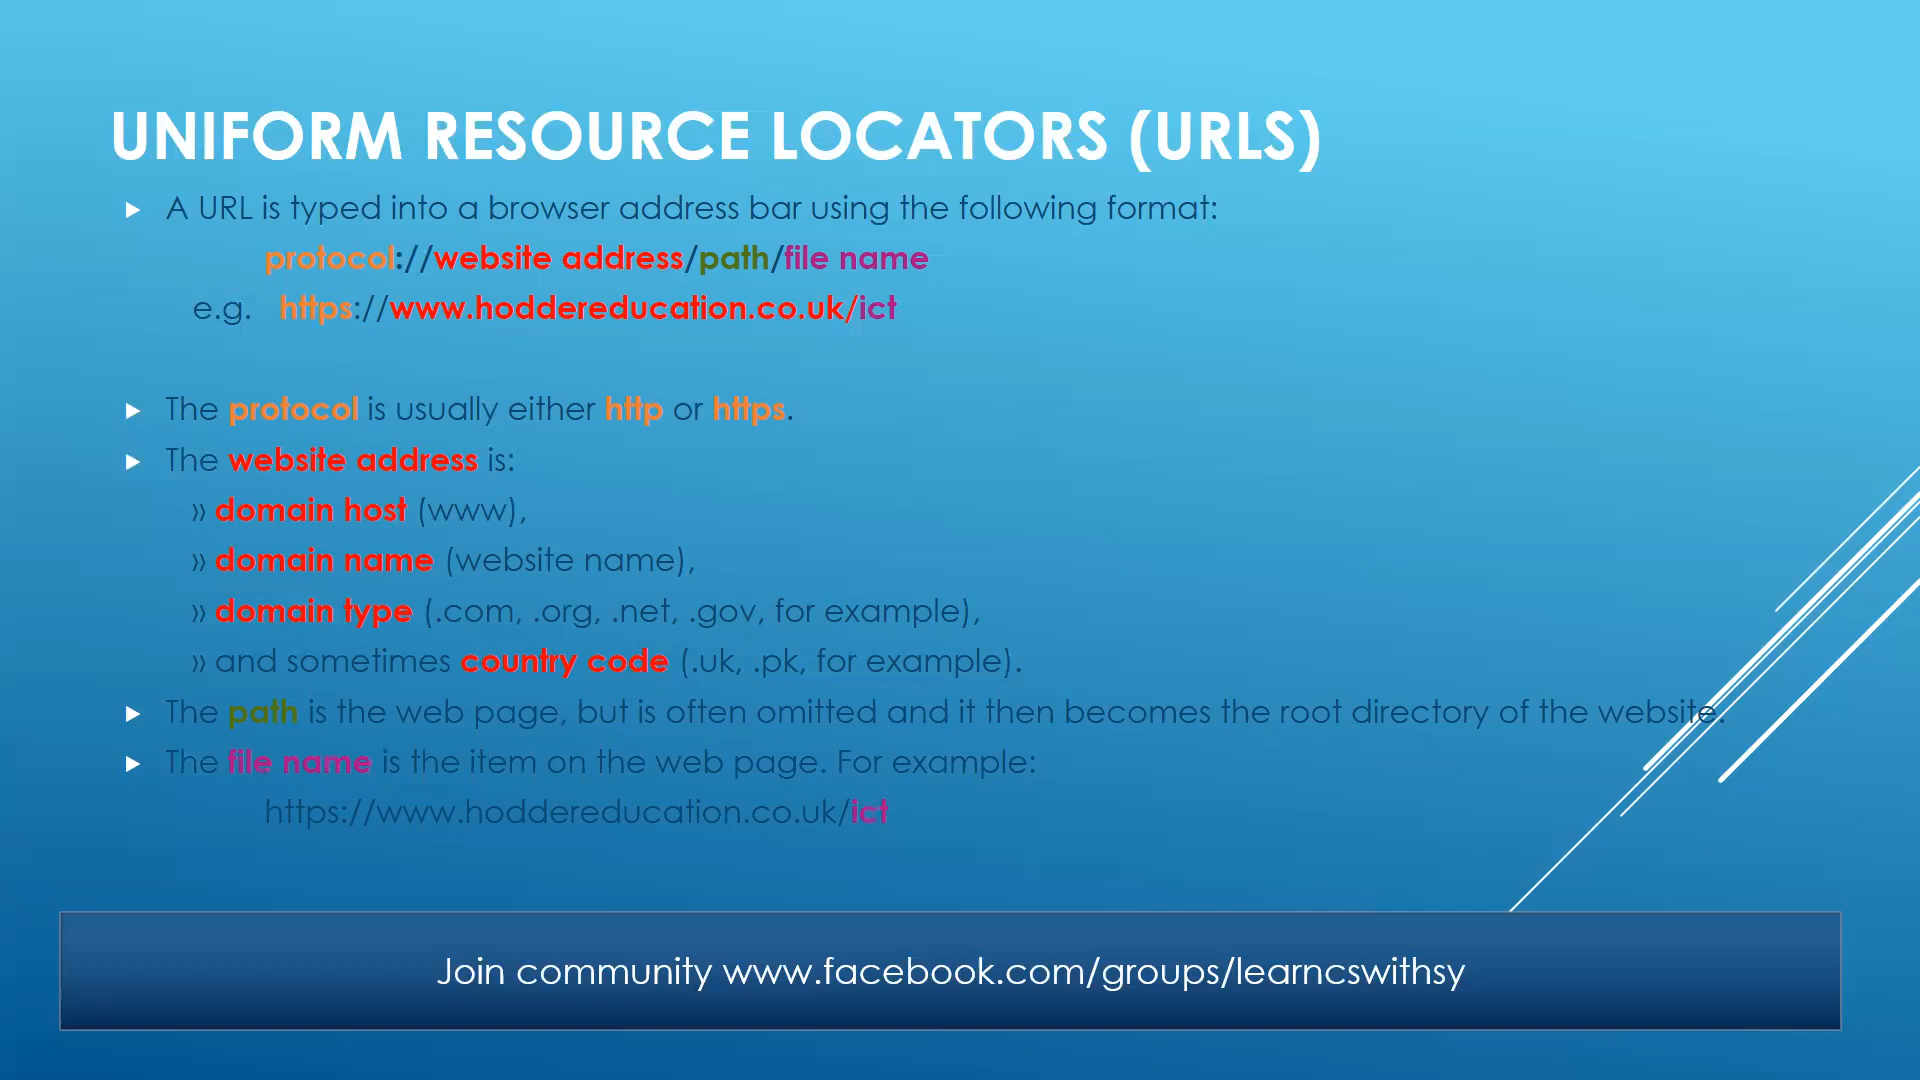 UNIFORM RESOURCE LOCATORS (URLS)
A URL is typed into a browser address bar using the following format:
protocol://website address/path/file name
e.g. https://www.hoddereducation.co.uk/ict
The protocol is usually either http or https.
The website address is:
» domain host (www),
» domain name (website name),
» domain type (.com, .org, .net, .gov, for example),
» and sometimes country code (.uk, .pk, for example).
The path is the web page, but is often omitted and it then becomes the root directory of the website.
The file name is the item on the web page. For example:
https://www.hoddereducation.co.uk/ict
Join community www.facebook.com/groups/learncswithsy